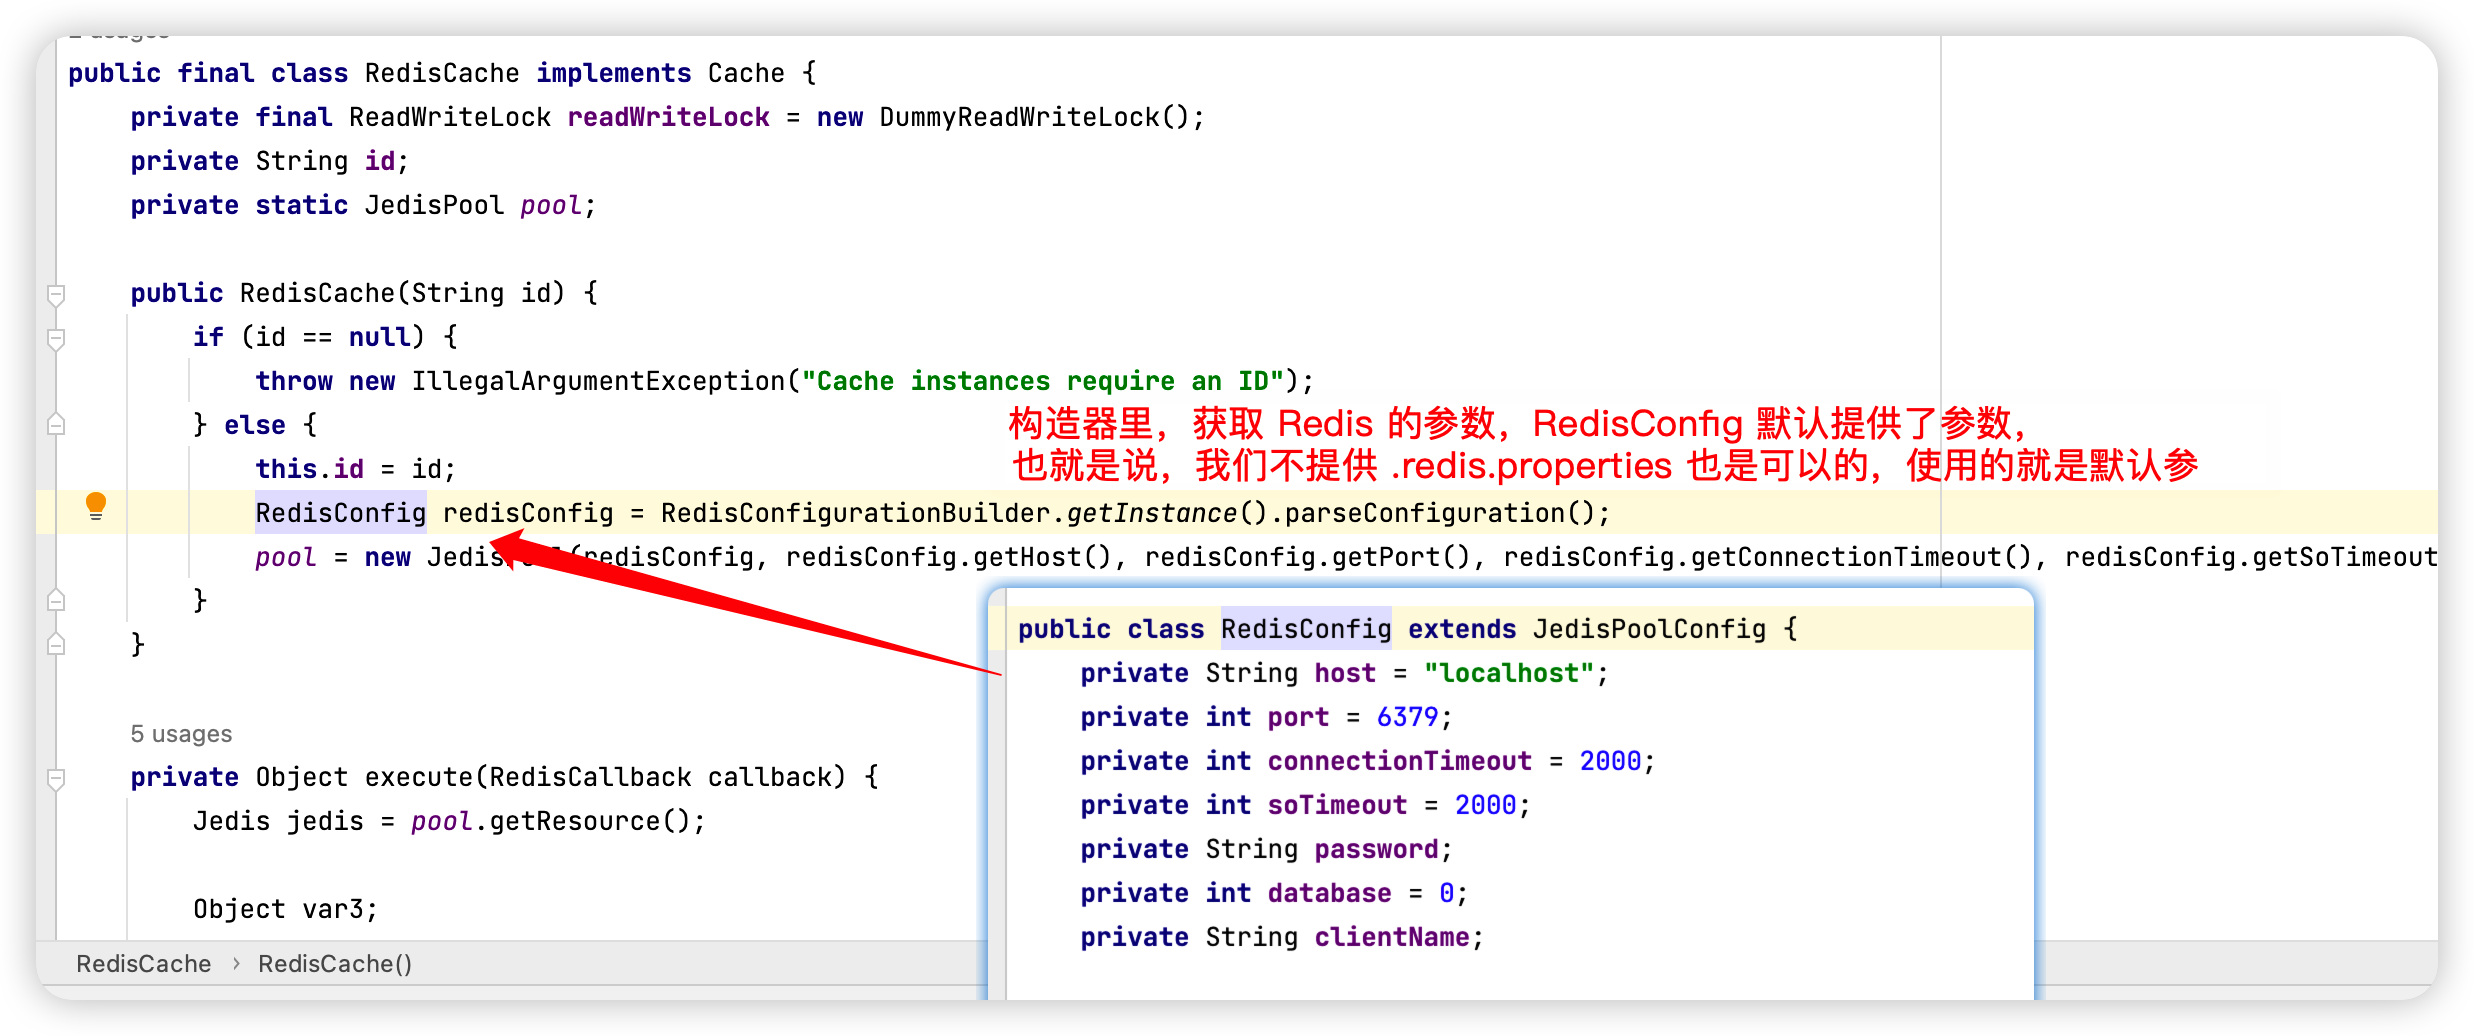 public final class RedisCache implements Cache {
private final ReadWriteLock readWriteLock = new DummyReadWriteLock();
private String id;
private static JedisPool pool;
public RedisCache(String id) {
if (id == null) {
throw new IllegalArgumentException("Cache instances require an ID");
} else {
构造器里，获取 Redis 的参数，RedisConfig 默认提供了参数，
this.id = id;
也就是说，我们不提供 .redis.properties 也是可以的，使用的就是默认参
RedisConfig redisConfig = RedisConfigurationBuilder.getInstance().parseConfiguration();
pool = new (redisConfig, redisConfig.getHost(), redisConfig.getPort(), redisConfig.getConnectionTimeout(), redisConfig.getSoTimeout
}
}
5 usages
private Object execute(RedisCallback callback) {
Jedis jedis = pool.getResource();
Object var3;
RedisCache › RedisCache()
public class RedisConfig extends JedisPoolConfig {
private String host = "localhost";
private int port = 6379;
private int connectionTimeout = 2000;
private int soTimeout = 2000;
private String password;
private int database = 0;
private String clientName;